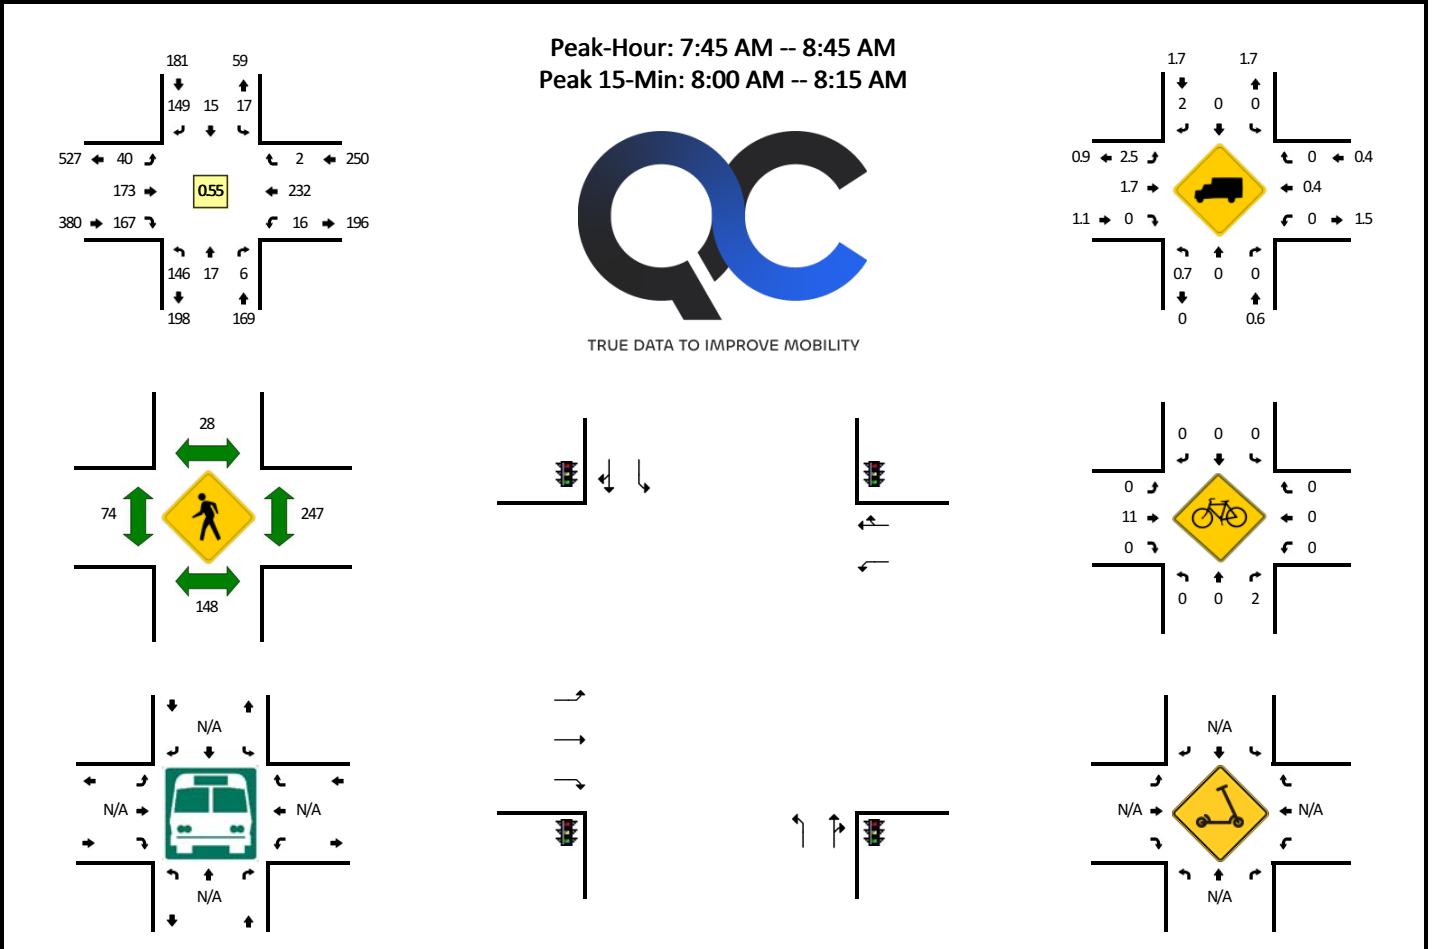 Peak-Hour: 7:45 AM -- 8:45 AM
Peak 15-Min: 8:00 AM -- 8:15 AM
181 59
149 15 17
527 40 2 250
173 0.55 232
380 167 16 196
146 17 6
198 169
TRUE DATA TO IMPROVE MOBILITY
1.7 1.7
2 0 0
0.9 2.5 0 0.4
1.7 0.4
1.1 0 0 1.5
0.7 0 0
0 0.6
28
74 247
148
0 0 0
0 0
11 0
0 0
0 0 2
N/A
N/A N/A
N/A
N/A
N/A N/A
N/A